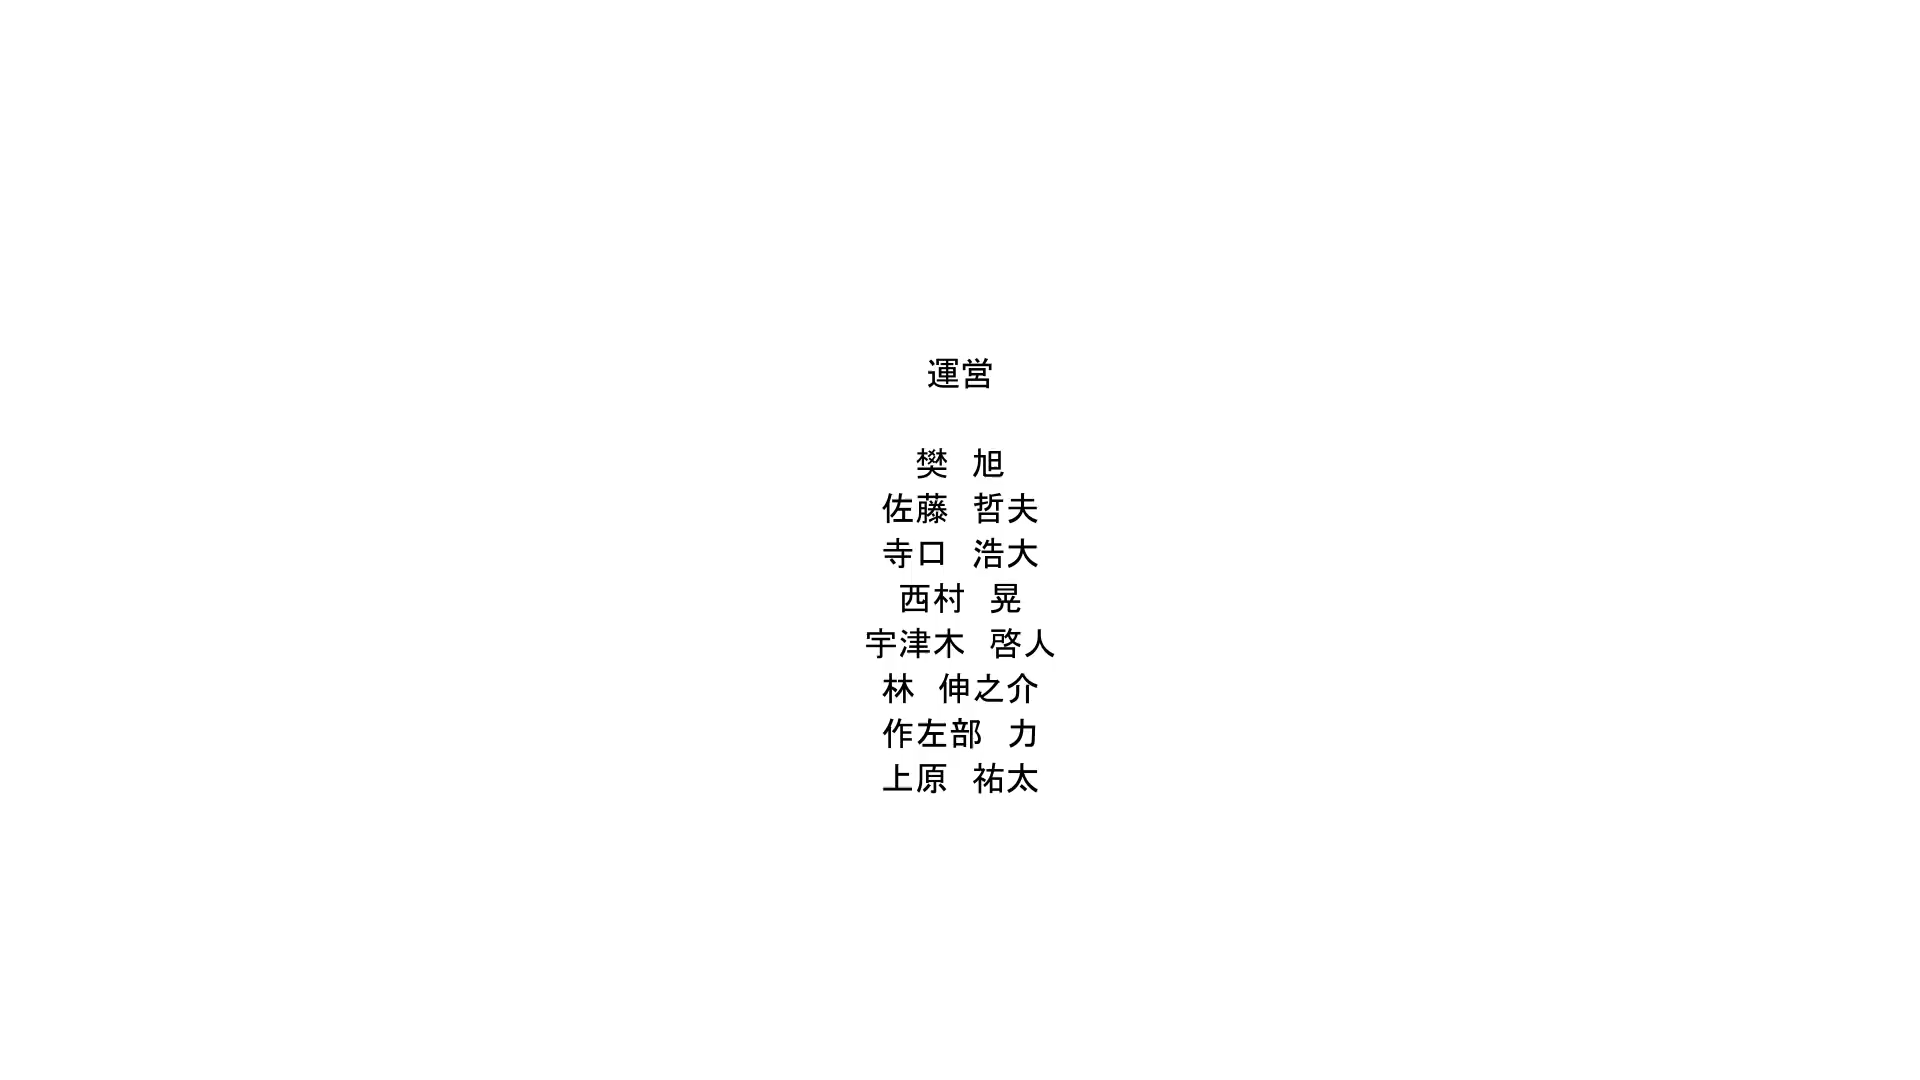 運営
樊 旭
佐藤 哲夫
寺口 浩大
西村 晃
宇津木 啓人
林 伸之介
作左部 力
上原 祐太